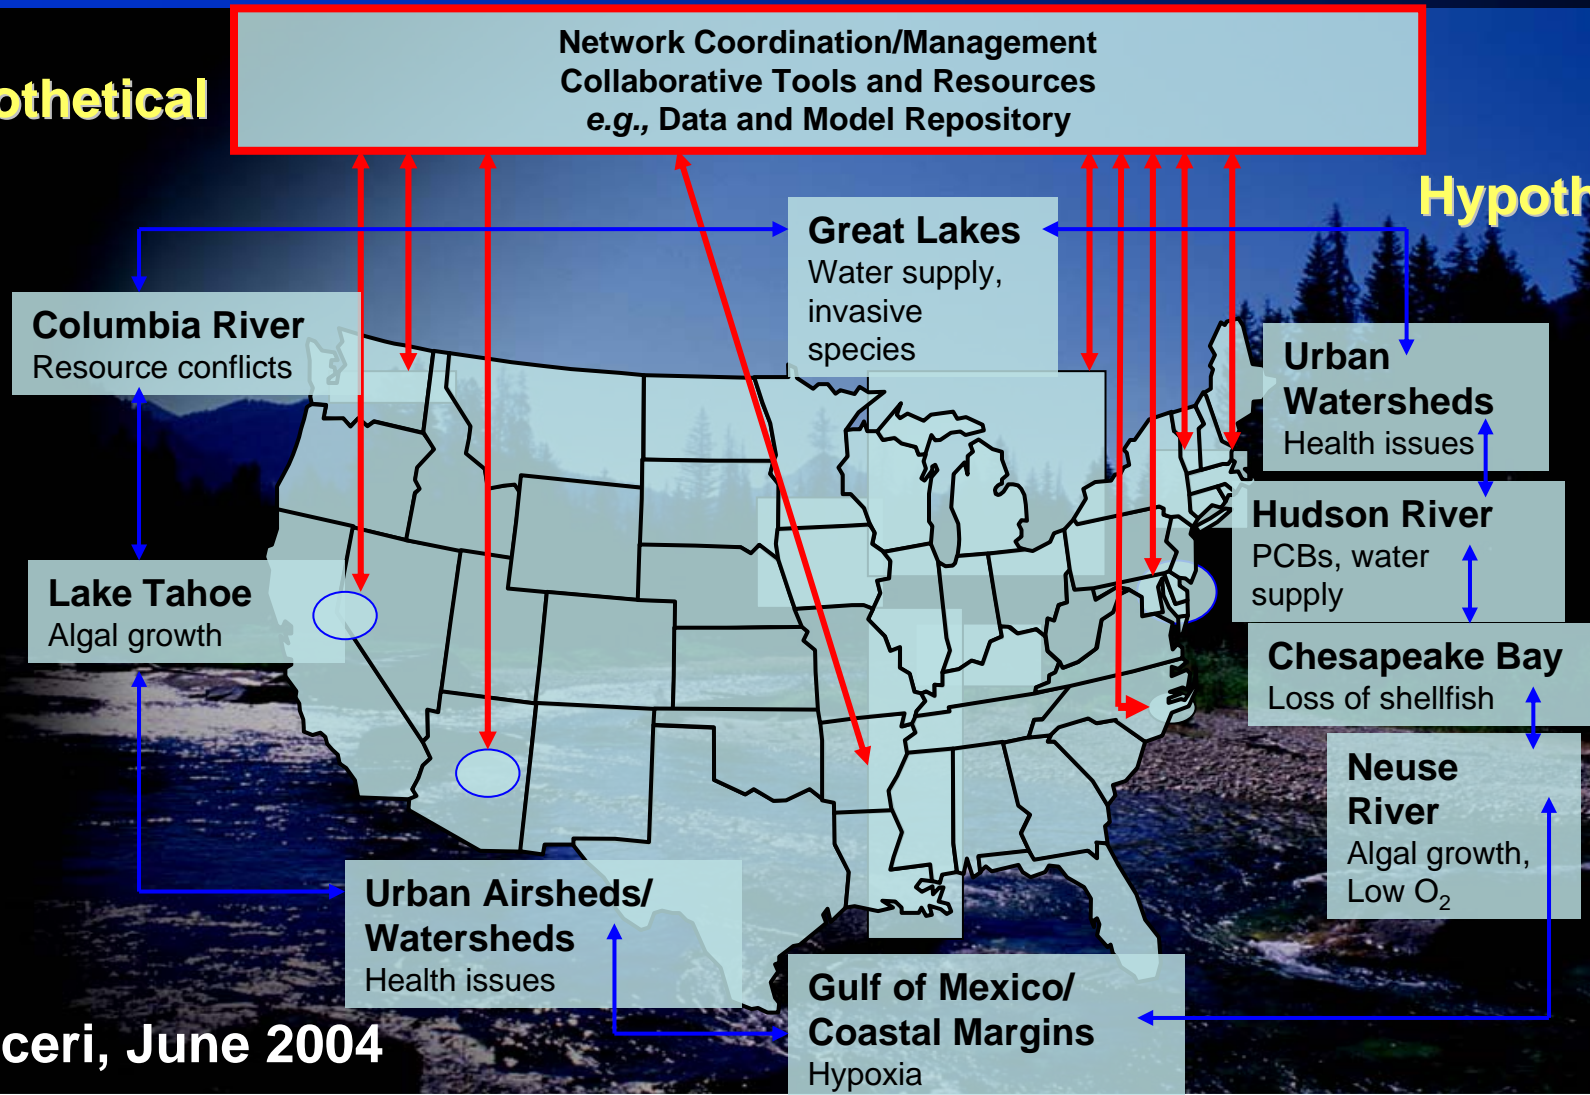 Network Coordination/Management
Collaborative Tools and Resources
e.g., Data and Model Repository
othetical
Hypoth
Great Lakes
Water supply,
invasive
species
Columbia River
Resource conflicts
Urban
Watersheds
Health issues
Hudson River
PCBs, water
supply
Lake Tahoe
Algal growth
Chesapeake Bay
Loss of shellfish
Neuse
River
Algal growth,
Low O₂
Urban Airsheds/
Watersheds
Health issues
Gulf of Mexico/
Coastal Margins
Hypoxia
ceri, June 2004